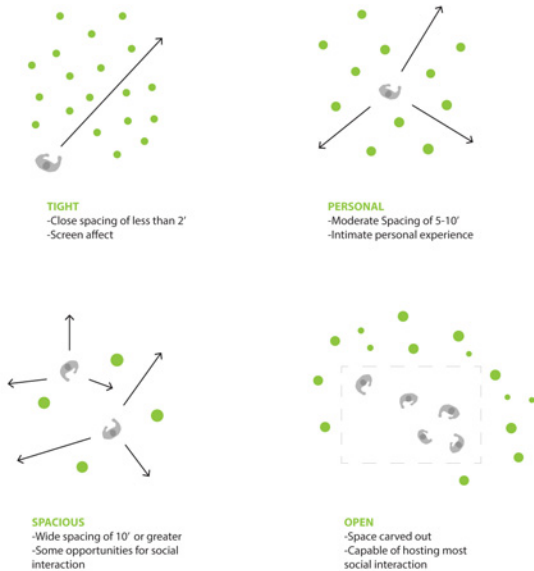 TIGHT
-Close spacing of less than 2'
-Screen affect
PERSONAL
-Moderate Spacing of 5-10'
-Intimate personal experience
SPACIOUS
-Wide spacing of 10' or greater
-Some opportunities for social
interaction
OPEN
-Space carved out
-Capable of hosting most
social interaction